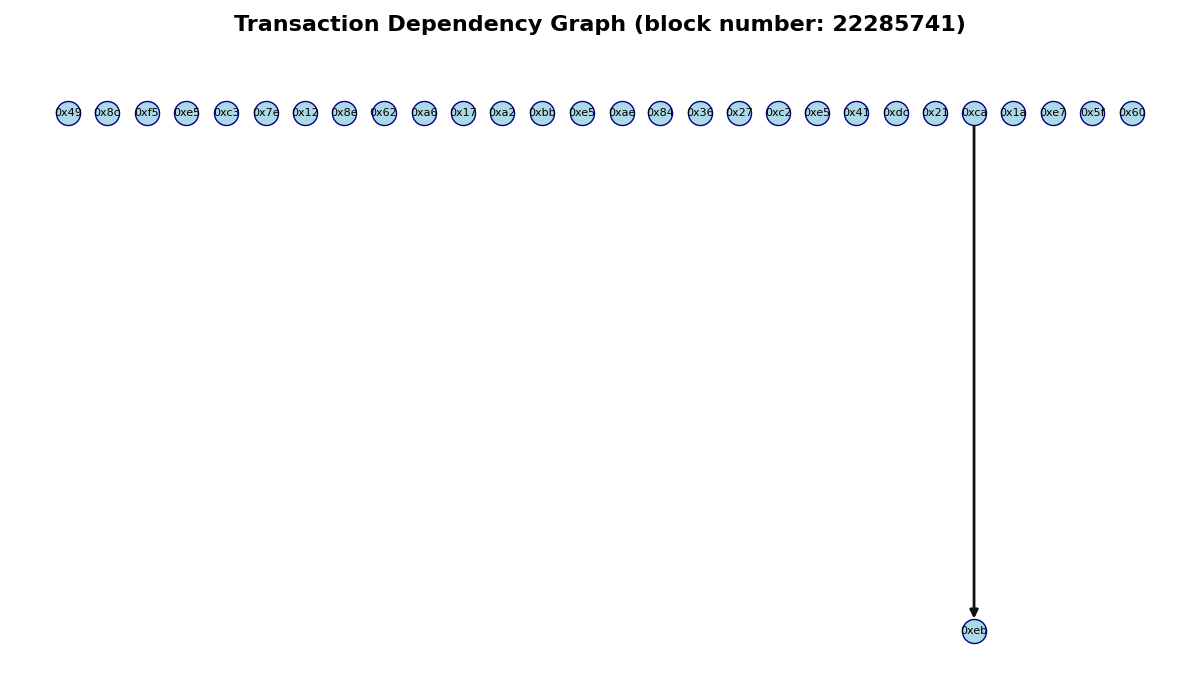 Transaction Dependency Graph (block number: 22285741)
0x49 0x8c 0xf5 0xe5 0xc3 0x7e 0x12 0x8e 0x62 0xa6 0x17 0xa2 0xbb 0xe5 0xae 0x84 0x36 0x27 0xc2 0xe5 0x41 0xdc 0x21 0xca 0x1a 0xe7 0x5f 0x60
0xeb